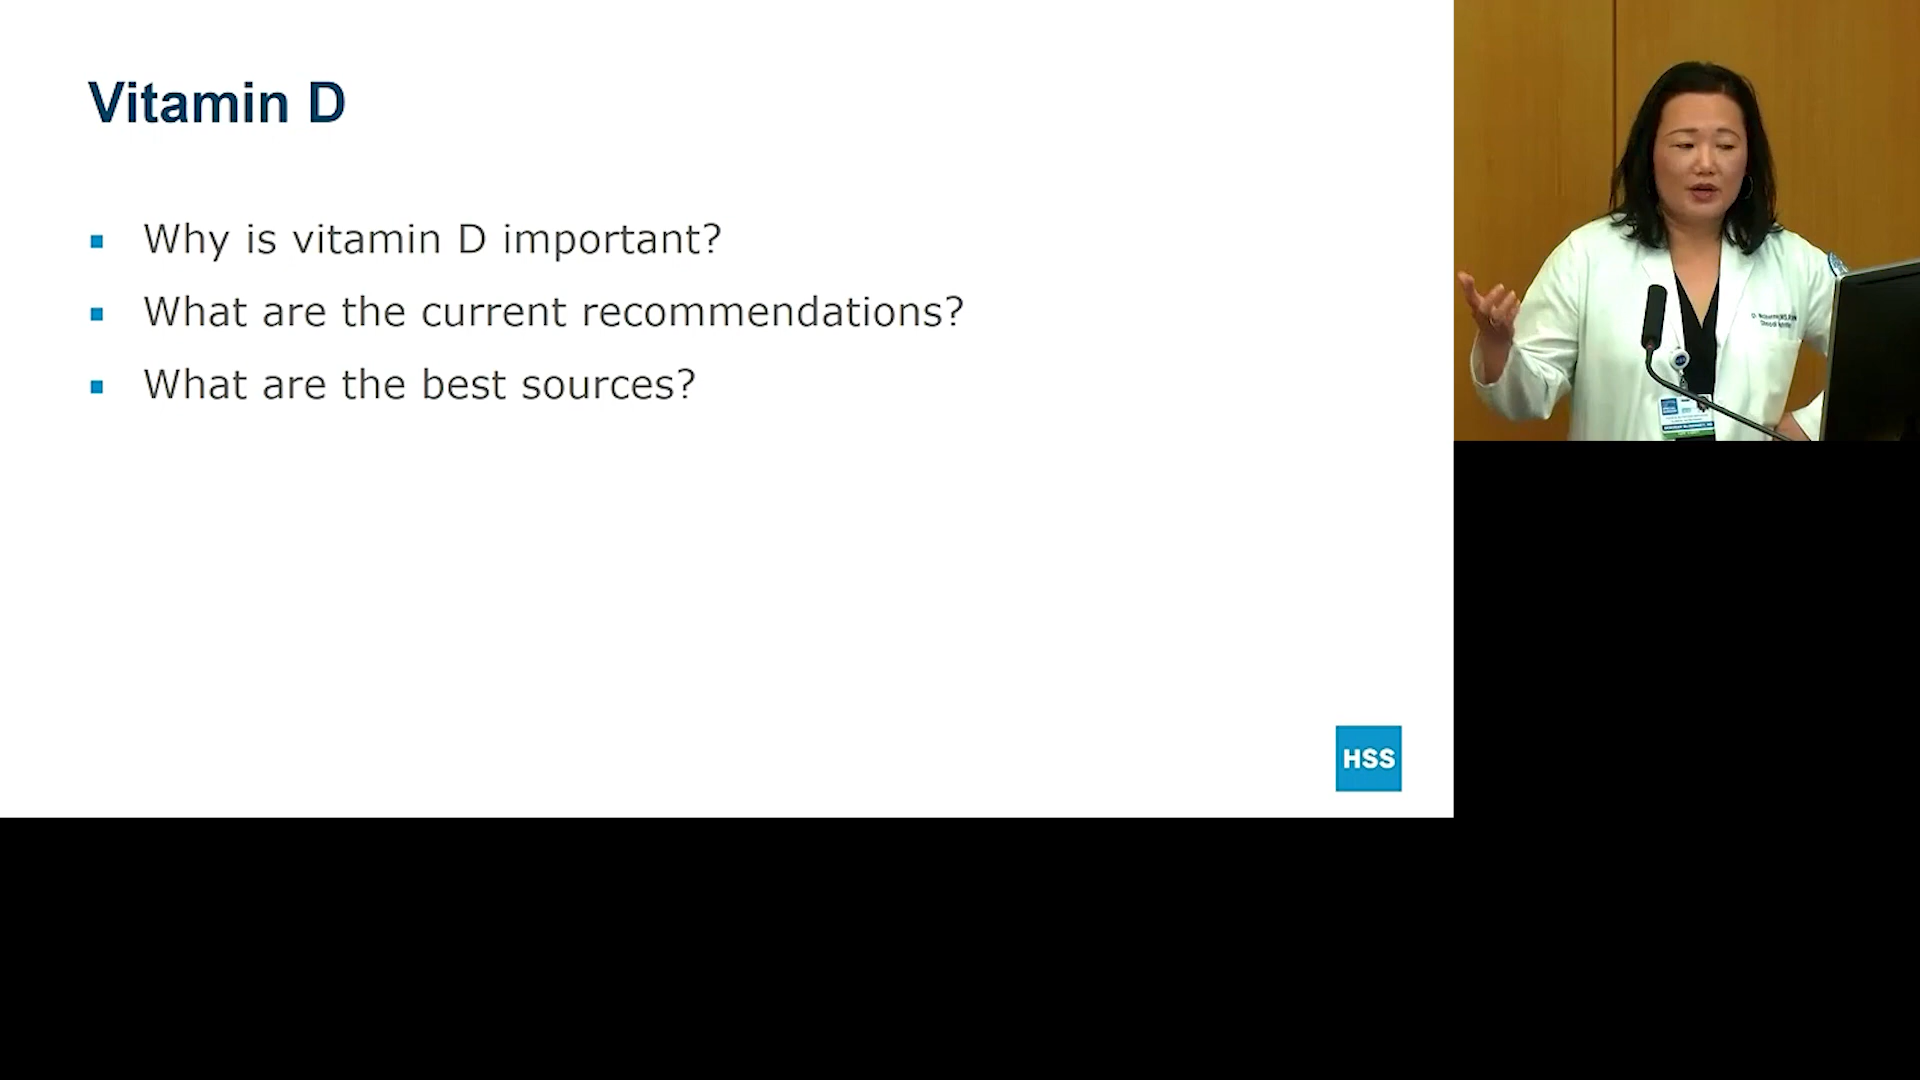 Vitamin D
Why is vitamin D important?
What are the current recommendations?
What are the best sources?
HSS